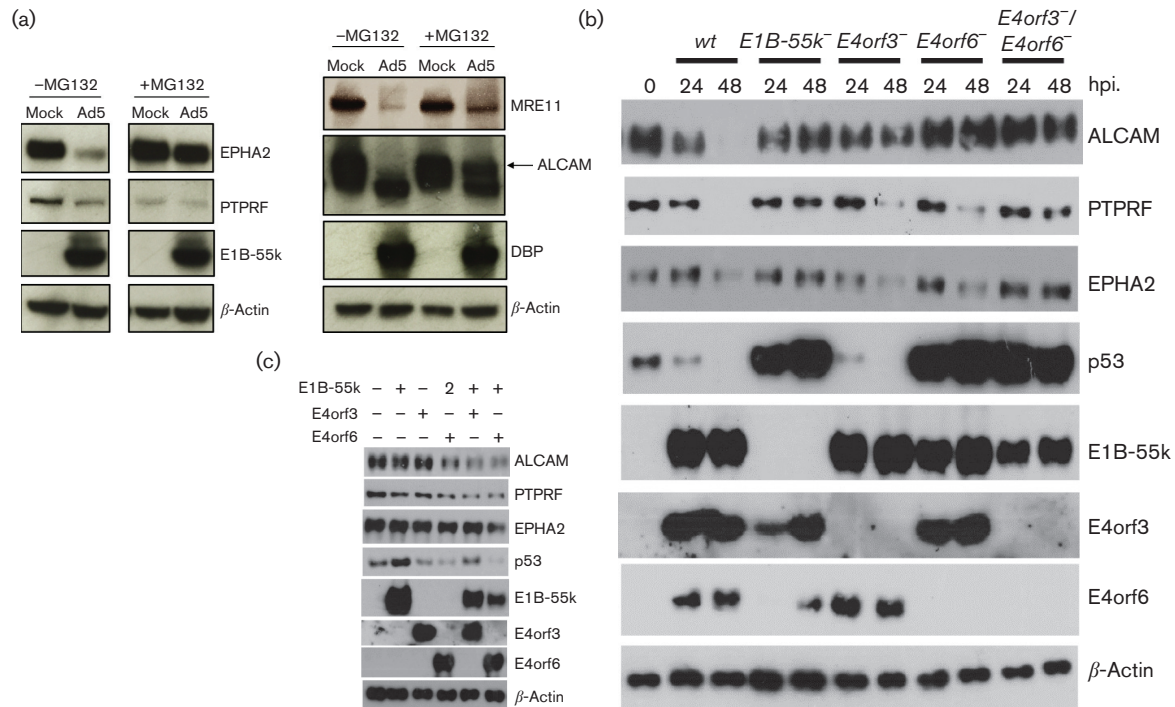 (a)
−MG132
Mock Ad5
+MG132
Mock Ad5
EPHA2
PTPRF
E1B-55k
β-Actin
−MG132 +MG132
Mock Ad5 Mock Ad5
MRE11
ALCAM
DBP
β-Actin
(b)
wt E1B-55k− E4orf3− E4orf6− E4orf3−/
E4orf6−
0 24 48 24 48 24 48 24 48 24 48 hpi.
ALCAM
PTPRF
EPHA2
p53
E1B-55k
E4orf3
E4orf6
β-Actin
(c)
E1B-55k − + − 2 + +
E4orf3 − − + − + −
E4orf6 − − − + − +
ALCAM
PTPRF
EPHA2
p53
E1B-55k
E4orf3
E4orf6
β-Actin